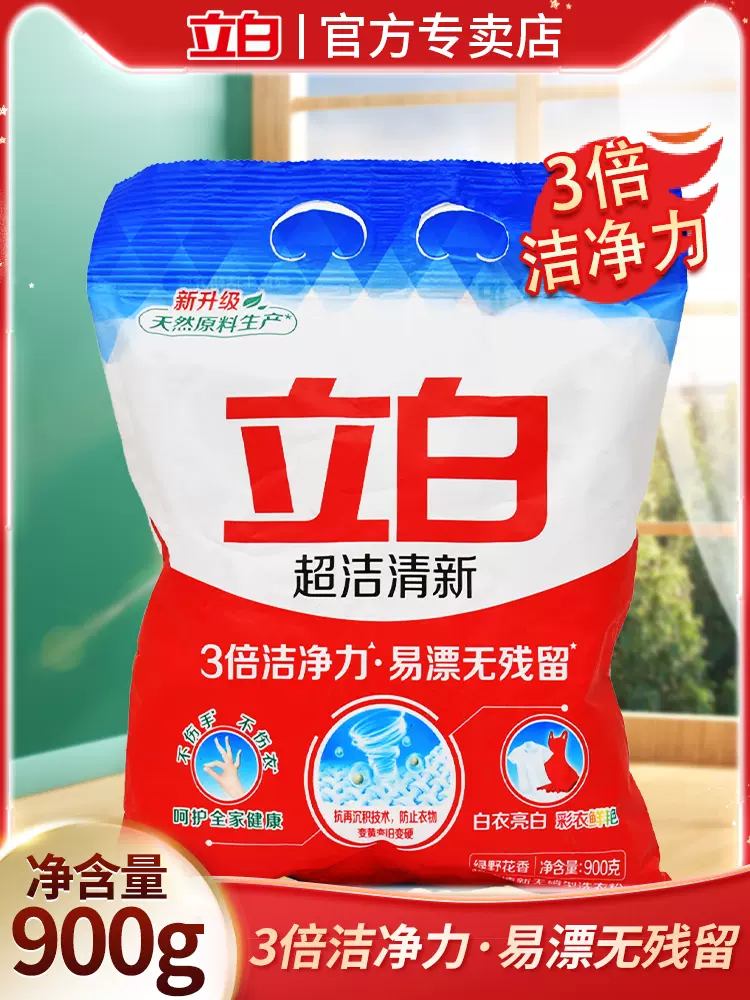 立白|官方专卖店
3倍
洁净力
新升级
天然原料生产*
立白
超洁清新
3倍洁净力▲·易漂无残留*
不伤手 不伤衣
呵护全家健康
抗再沉积技术，防止衣物
变黄变旧变硬
白衣亮白 彩衣鲜艳
绿野花香 净含量:900克
净含量
900g
3倍洁净力·易漂无残留